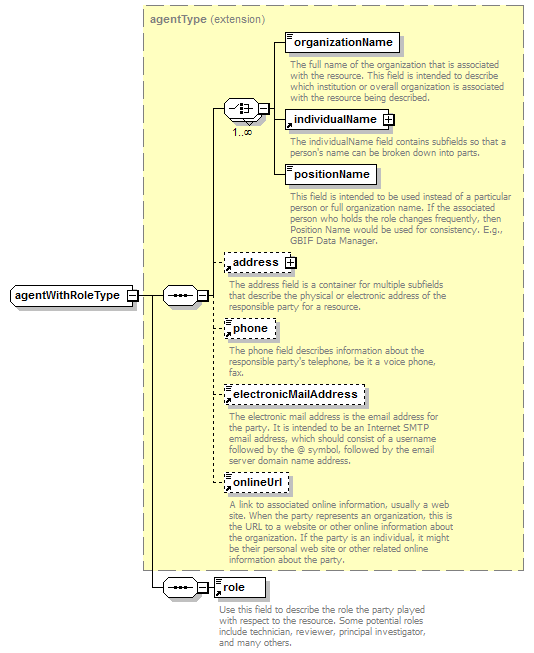 agentType (extension)
organizationName
The full name of the organization that is associated
with the resource. This field is intended to describe
which institution or overall organization is associated
with the resource being described.
1..∞
individualName
The individualName field contains subfields so that a
person's name can be broken down into parts.
positionName
This field is intended to be used instead of a particular
person or full organization name. If the associated
person who holds the role changes frequently, then
Position Name would be used for consistency. E.g.,
GBIF Data Manager.
address
The address field is a container for multiple subfields
that describe the physical or electronic address of the
responsible party for a resource.
agentWithRoleType
phone
The phone field describes information about the
responsible party's telephone, be it a voice phone,
fax.
electronicMailAddress
The electronic mail address is the email address for
the party. It is intended to be an Internet SMTP
email address, which should consist of a username
followed by the @ symbol, followed by the email
server domain name address.
onlineUrl
A link to associated online information, usually a web
site. When the party represents an organization, this is
the URL to a website or other online information about
the organization. If the party is an individual, it might
be their personal web site or other related online
information about the party.
role
Use this field to describe the role the party played
with respect to the resource. Some potential roles
include technician, reviewer, principal investigator,
and many others.